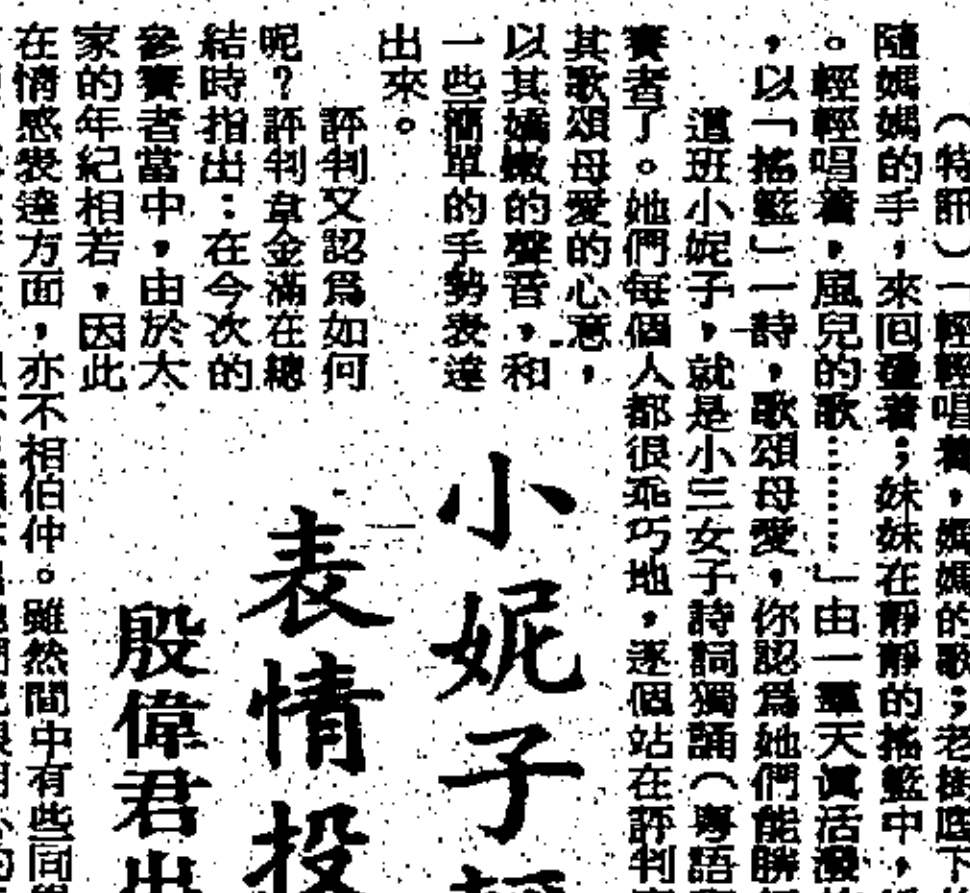 （特訊）「輕輕唱着，媽媽的歌；老樹底下
隨媽媽的手，來回盪着；妹妹在靜靜的搖籃中，
。輕輕唱着，風兒的歌………」由一羣天眞活潑
，以「搖籃」一詩，歌頌母愛，你認爲她們能勝
這班小妮子，就是小三女子詩詞獨誦（粵語
賽者了。她們每個人都很乖巧地，逐個站在評判
其歌頌母愛的心意，
以其嬌嫩的聲音，和
一些簡單的手勢表達
出來。
評判又認爲如何
呢？評判韋金滿在總
結時指出：在今次的
參賽者當中，由於大
家的年紀相若，因此
在情感表達方面，亦不相伯仲。雖然間中有些同學
小妮子
表情投
殷偉君出